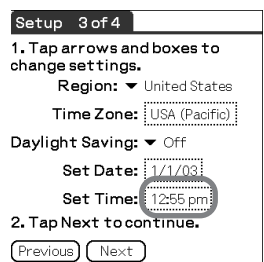 Setup 3 of 4
1. Tap arrows and boxes to
change settings.
Region: United States
Time Zone: USA (Pacific)
Daylight Saving: Off
Set Date: 1/1/03
Set Time: 12:55 pm
2. Tap Next to continue.
Previous Next